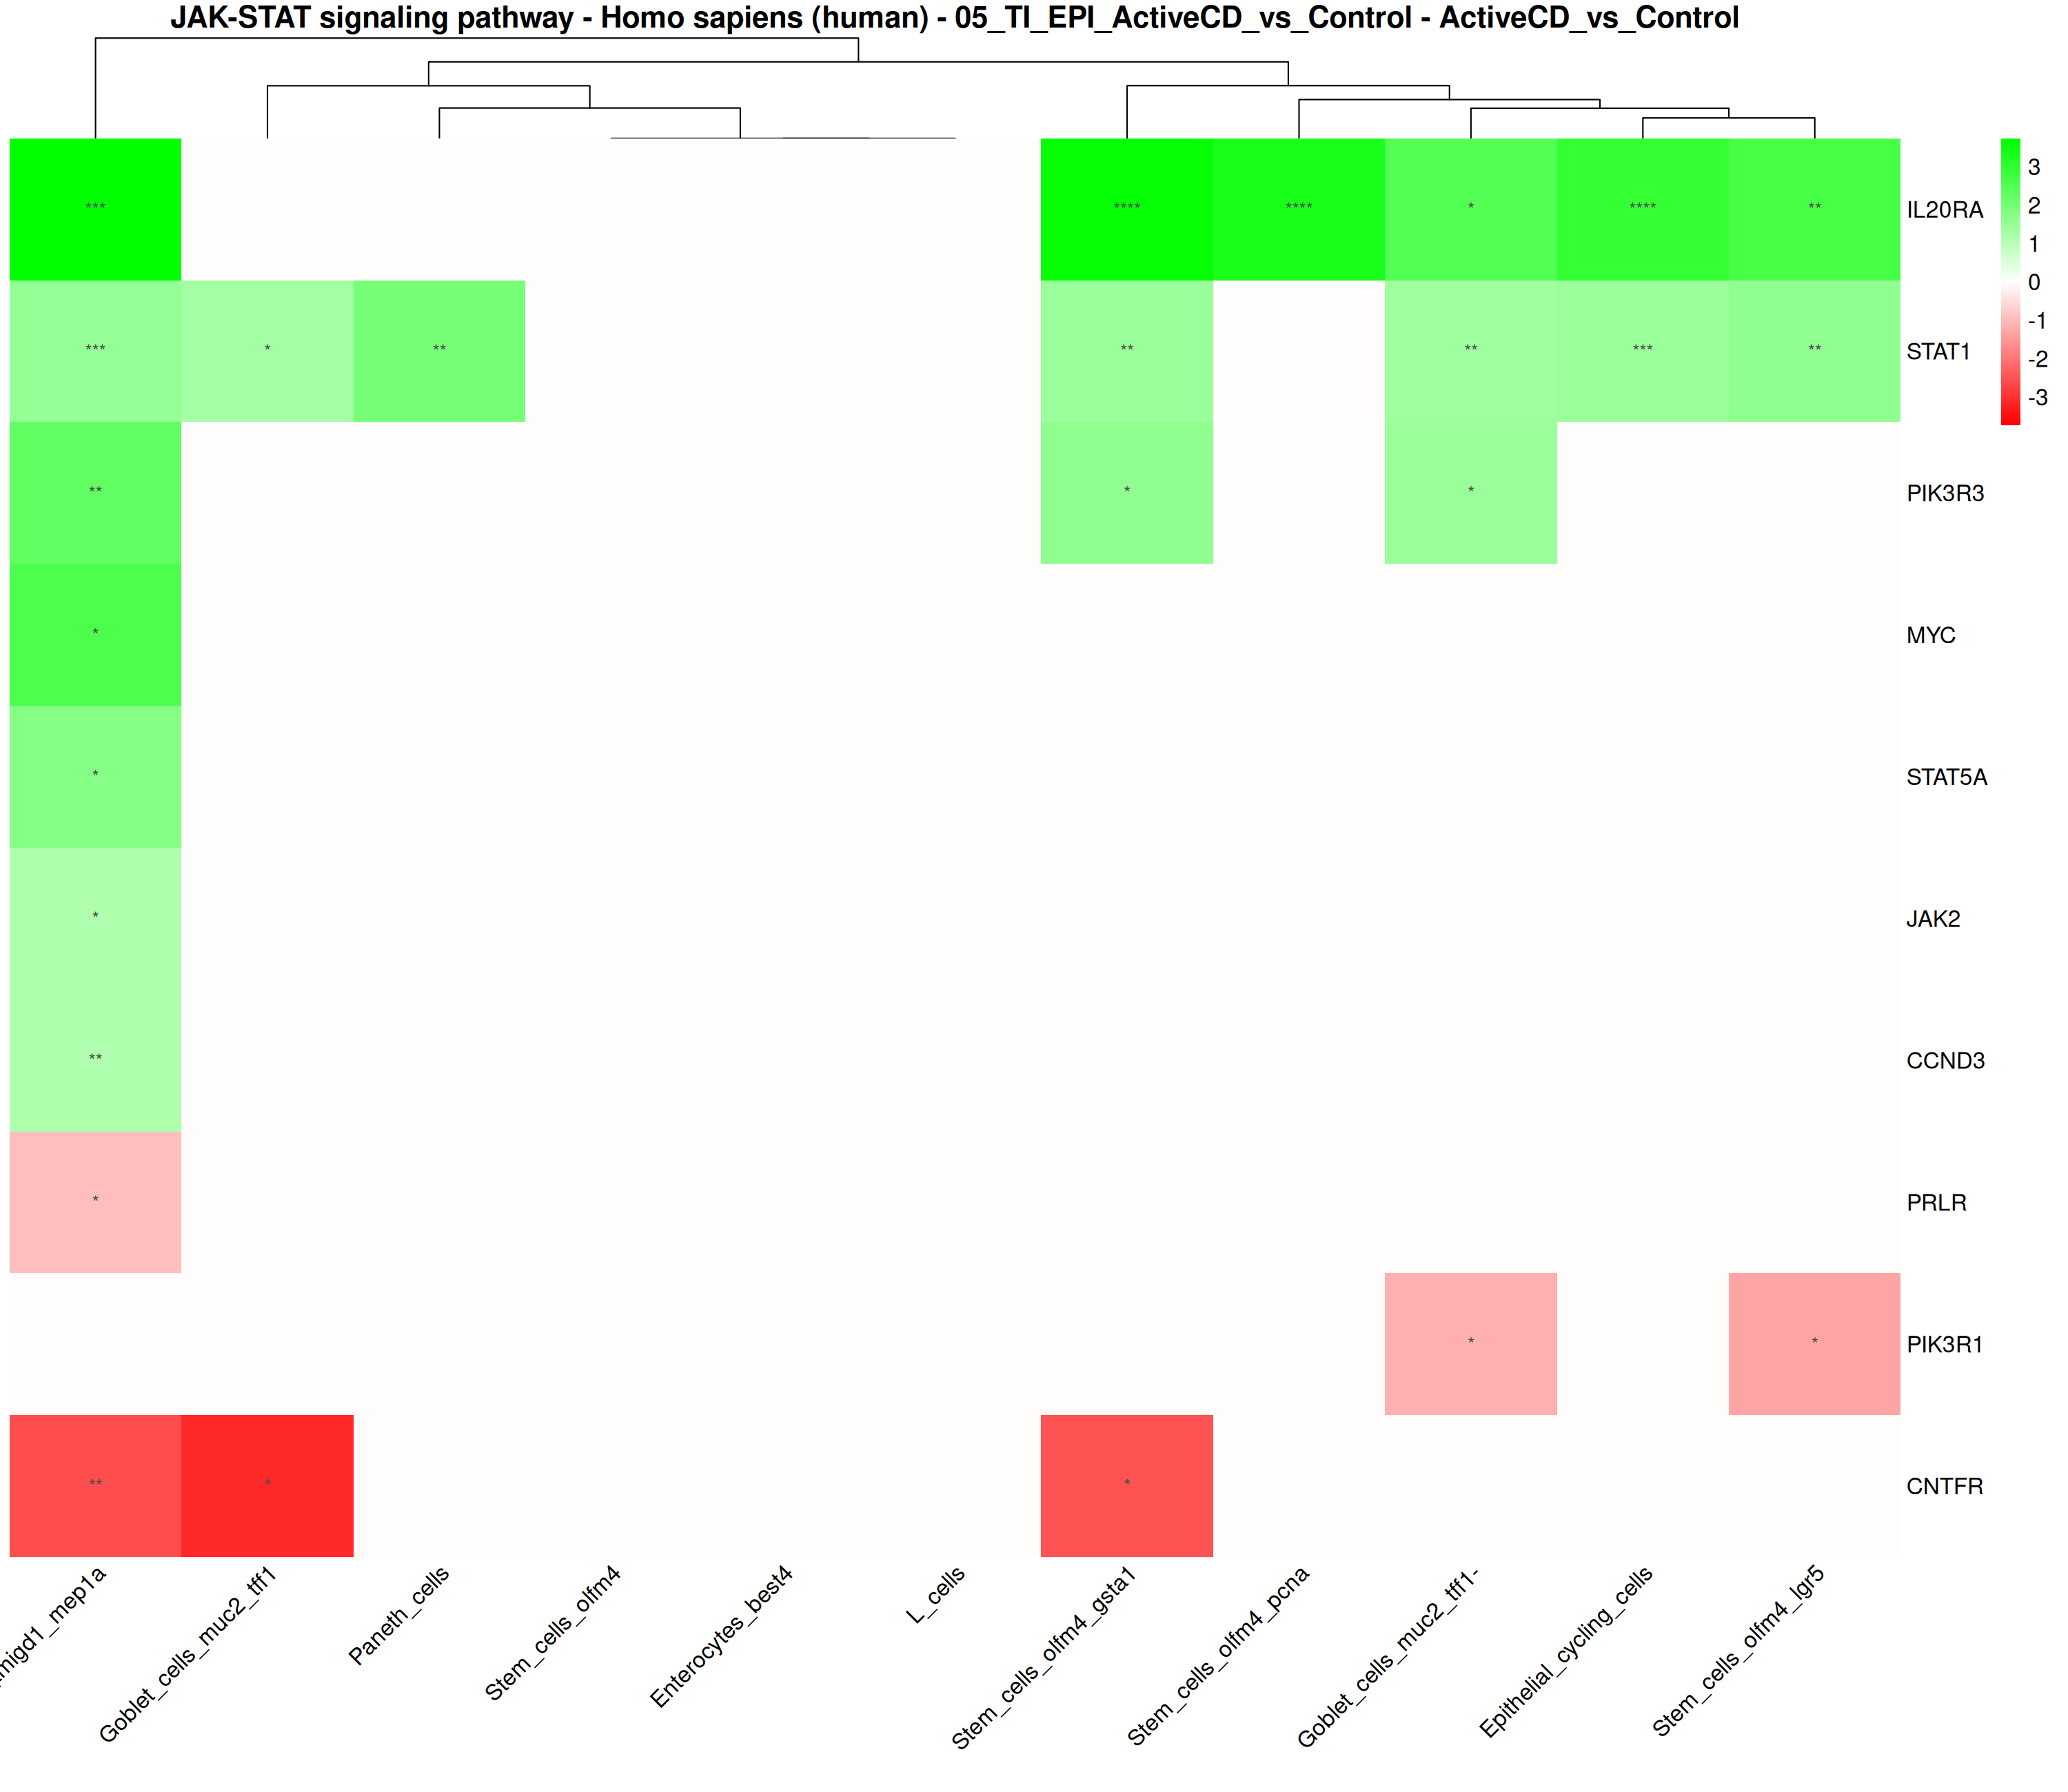 JAK-STAT signaling pathway - Homo sapiens (human) - 05_TI_EPI_ActiveCD_vs_Control - ActiveCD_vs_Control
3
2
1
0
-1
-2
-3
*** **** **** * **** ** IL20RA
*** * ** ** ** *** ** STAT1
** * * PIK3R3
* MYC
* STAT5A
* JAK2
** CCND3
* PRLR
* * PIK3R1
** * * CNTFR
migd1_mep1a
Goblet_cells_muc2_tff1
Paneth_cells
Stem_cells_olfm4
Enterocytes_best4
L_cells
Stem_cells_olfm4_gsta1
Stem_cells_olfm4_pcna
Goblet_cells_muc2_tff1-
Epithelial_cycling_cells
Stem_cells_olfm4_lgr5